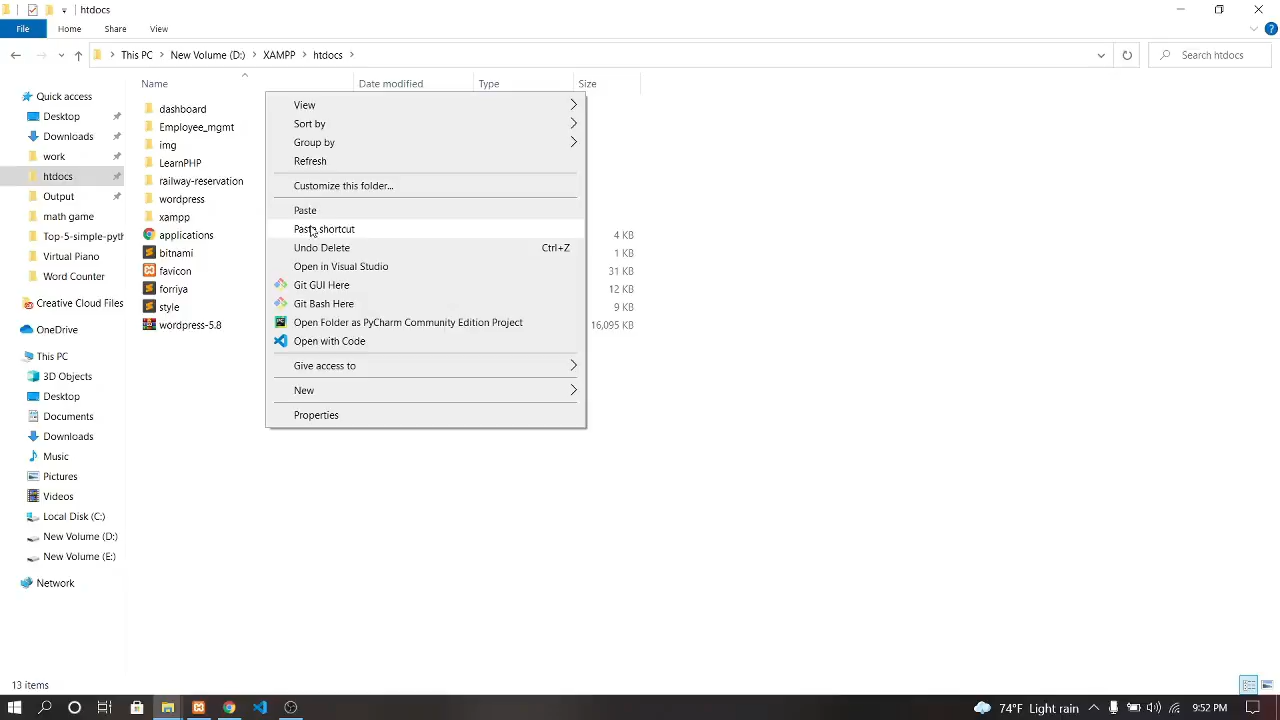 htdocs
File Home Share View
This PC New Volume (D:) XAMPP htdocs Search htdocs
Name Date modified Type Size
Quick access
Desktop
Downloads
work
htdocs
Output
math game
Top-5-simple-pyth
Virtual Piano
Word Counter
Creative Cloud Files
OneDrive
This PC
3D Objects
Desktop
Documents
Downloads
Music
Pictures
Videos
Local Disk (C:)
New Volume (D:)
New Volume (E:)
Network
dashboard
Employee_mgmt
img
LearnPHP
railway-reservation
wordpress
xampp
applications 4 KB
bitnami 1 KB
favicon 31 KB
forriya 12 KB
style 9 KB
wordpress-5.8 16,095 KB
View
Sort by
Group by
Refresh
Customize this folder...
Paste
Paste shortcut
Undo Delete Ctrl+Z
Open in Visual Studio
Git GUI Here
Git Bash Here
Open Folder as PyCharm Community Edition Project
Open with Code
Give access to
New
Properties
13 items
74°F Light rain 9:52 PM